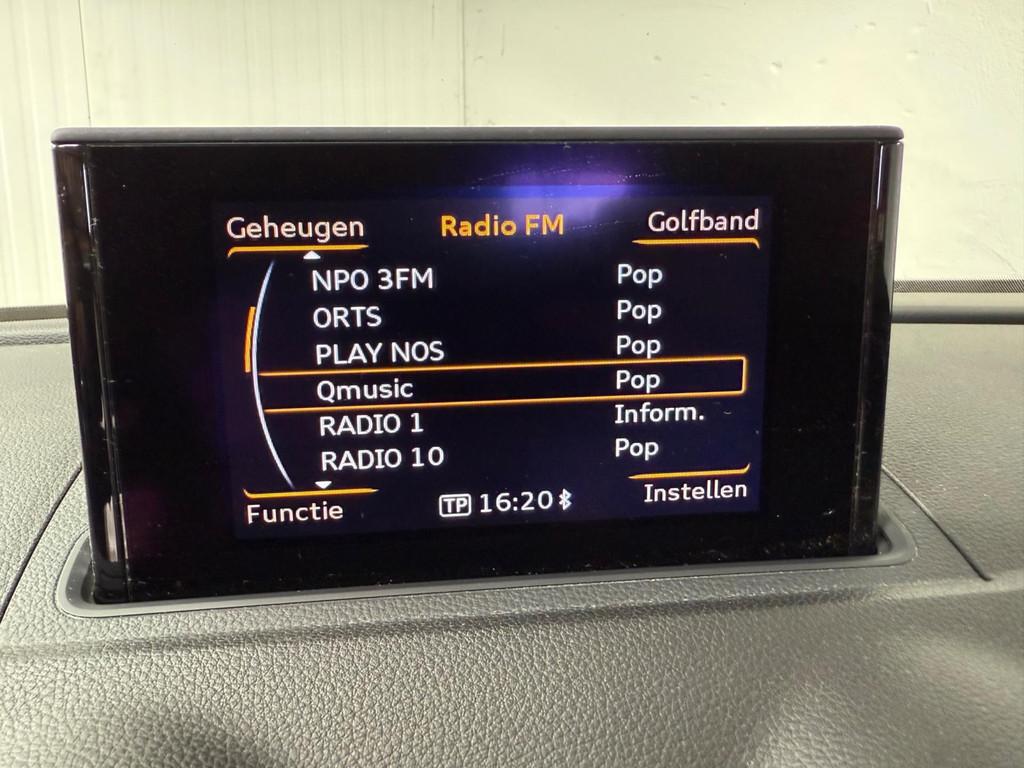 Geheugen Radio FM Golfband
NPO 3FM Pop
ORTS Pop
PLAY NOS Pop
Qmusic Pop
RADIO 1 Inform.
RADIO 10 Pop
Functie TP 16:20 Instellen